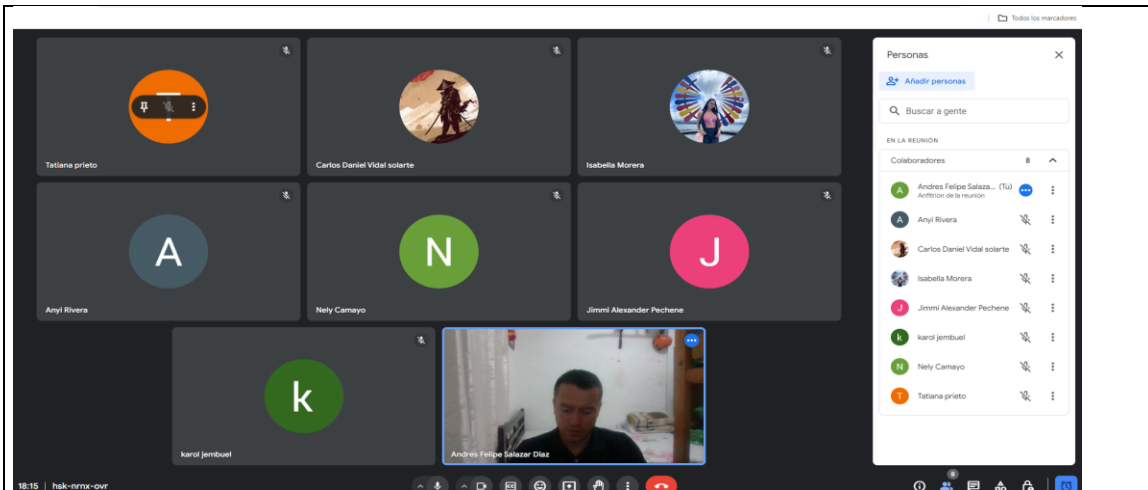 Todos los marcadores
Tatiana prieto
Carlos Daniel Vidal solarte
Isabella Morera
A
Anyi Rivera
N
Nely Camayo
J
Jimmi Alexander Pechene
k
karol jembuel
Andres Felipe Salazar Díaz
Personas
Añadir personas
Buscar a gente
EN LA REUNIÓN
Colaboradores 8
A Andres Felipe Salaza... (Tú)
Anfitrión de la reunión
A Anyi Rivera
Carlos Daniel Vidal solarte
Isabella Morera
J Jimmi Alexander Pechene
k karol jembuel
N Nely Camayo
T Tatiana prieto
18:15 | hsk-nrnx-ovr
8